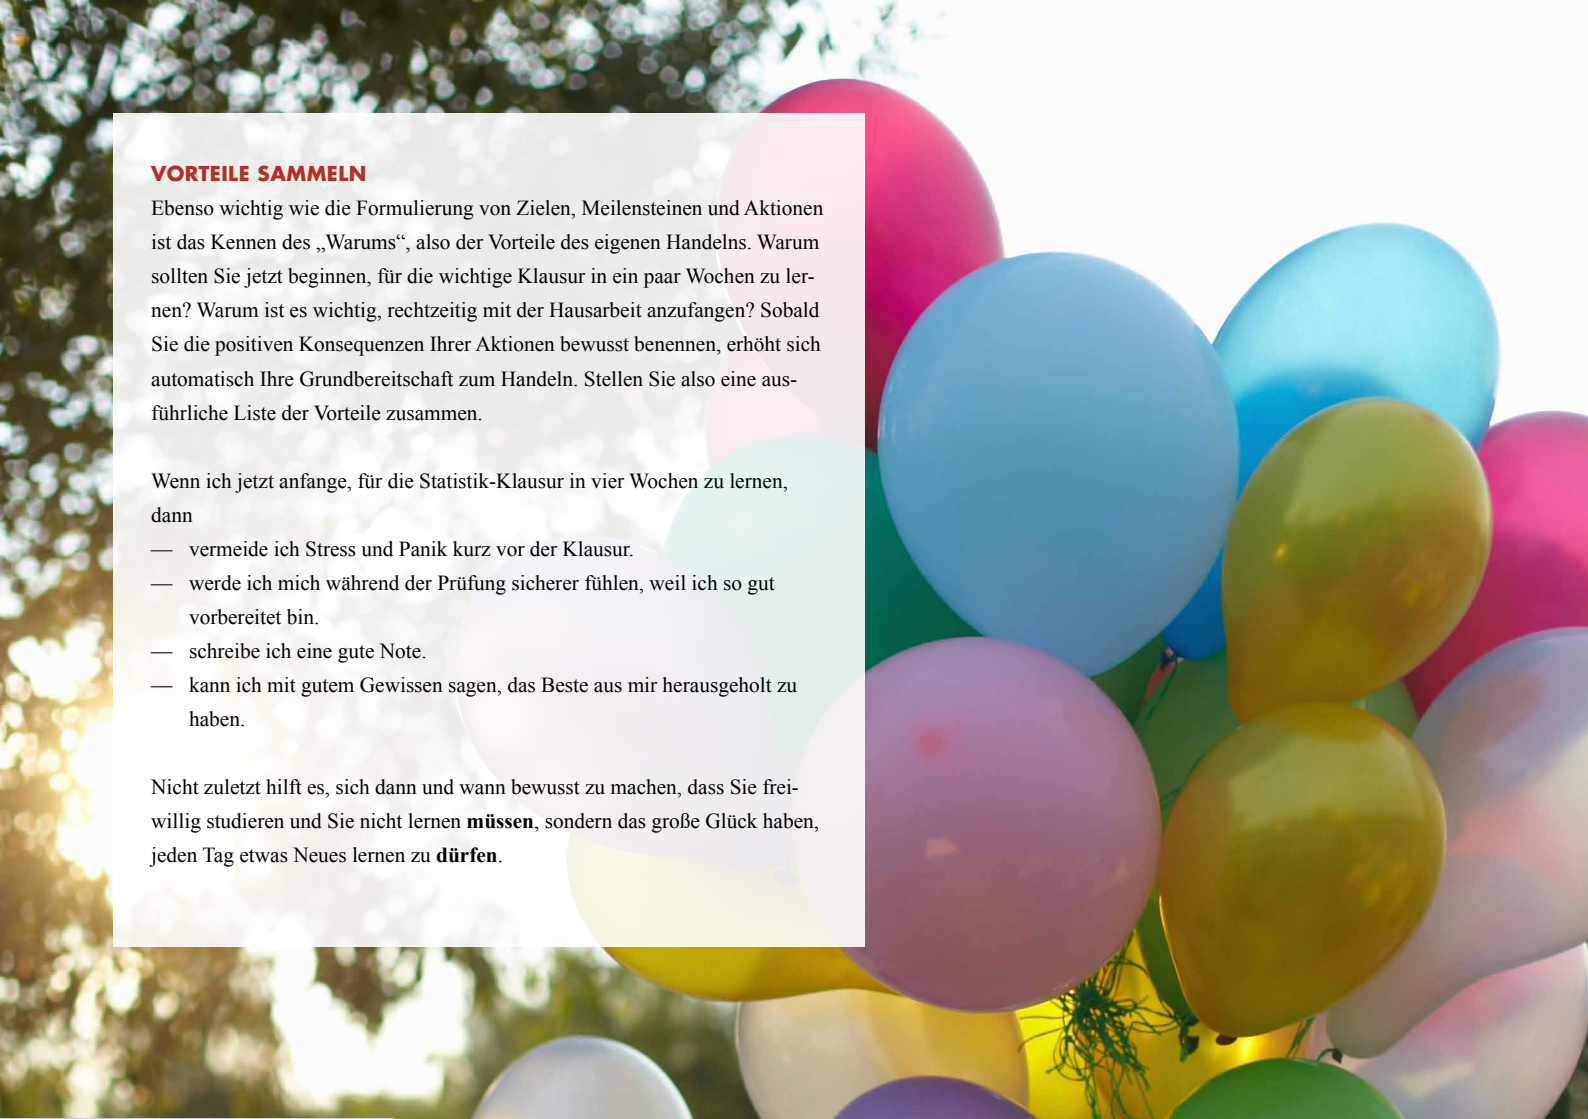 VORTEILE SAMMELN
Ebenso wichtig wie die Formulierung von Zielen, Meilensteinen und Aktionen
ist das Kennen des „Warums“, also der Vorteile des eigenen Handelns. Warum
sollten Sie jetzt beginnen, für die wichtige Klausur in ein paar Wochen zu ler-
nen? Warum ist es wichtig, rechtzeitig mit der Hausarbeit anzufangen? Sobald
Sie die positiven Konsequenzen Ihrer Aktionen bewusst benennen, erhöht sich
automatisch Ihre Grundbereitschaft zum Handeln. Stellen Sie also eine aus-
führliche Liste der Vorteile zusammen.
Wenn ich jetzt anfange, für die Statistik-Klausur in vier Wochen zu lernen,
dann
— vermeide ich Stress und Panik kurz vor der Klausur.
— werde ich mich während der Prüfung sicherer fühlen, weil ich so gut
vorbereitet bin.
— schreibe ich eine gute Note.
— kann ich mit gutem Gewissen sagen, das Beste aus mir herausgeholt zu
haben.
Nicht zuletzt hilft es, sich dann und wann bewusst zu machen, dass Sie frei-
willig studieren und Sie nicht lernen müssen, sondern das große Glück haben,
jeden Tag etwas Neues lernen zu dürfen.